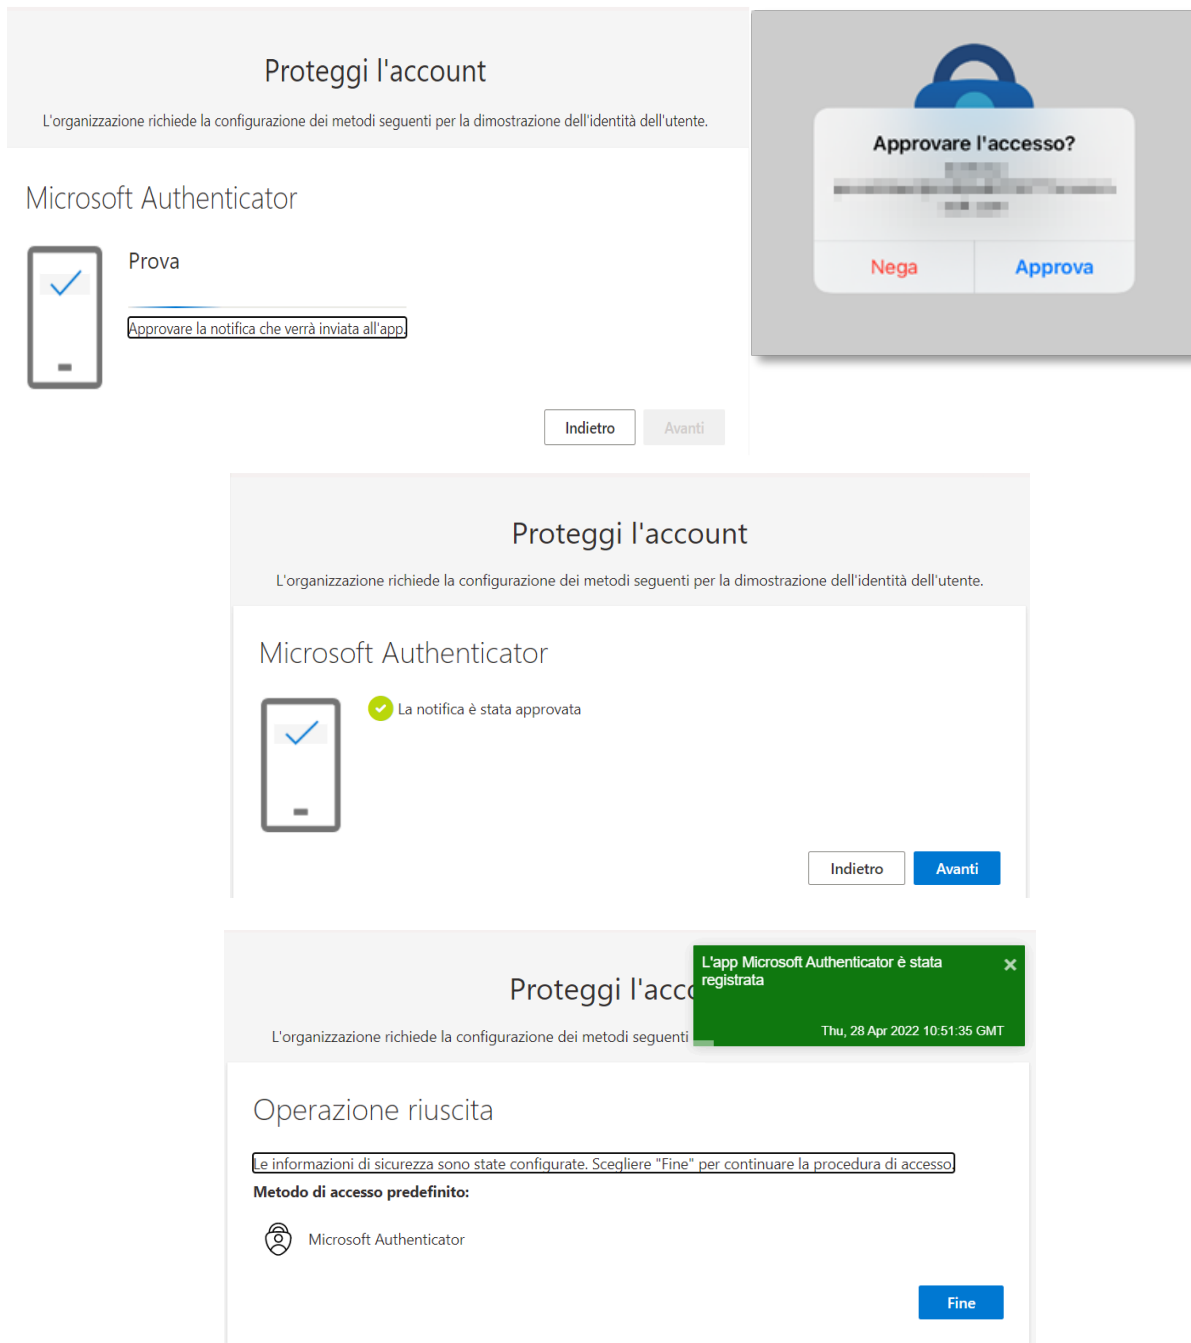 Proteggi l'account
L'organizzazione richiede la configurazione dei metodi seguenti per la dimostrazione dell'identità dell'utente.
Microsoft Authenticator
Prova
Approvare la notifica che verrà inviata all'app.
Indietro
Avanti
Approvare l'accesso?
Nega
Approva
Proteggi l'account
L'organizzazione richiede la configurazione dei metodi seguenti per la dimostrazione dell'identità dell'utente.
Microsoft Authenticator
La notifica è stata approvata
Indietro
Avanti
Proteggi l'acco
L'organizzazione richiede la configurazione dei metodi seguenti
L'app Microsoft Authenticator è stata
registrata
Thu, 28 Apr 2022 10:51:35 GMT
Operazione riuscita
Le informazioni di sicurezza sono state configurate. Scegliere "Fine" per continuare la procedura di accesso.
Metodo di accesso predefinito:
Microsoft Authenticator
Fine